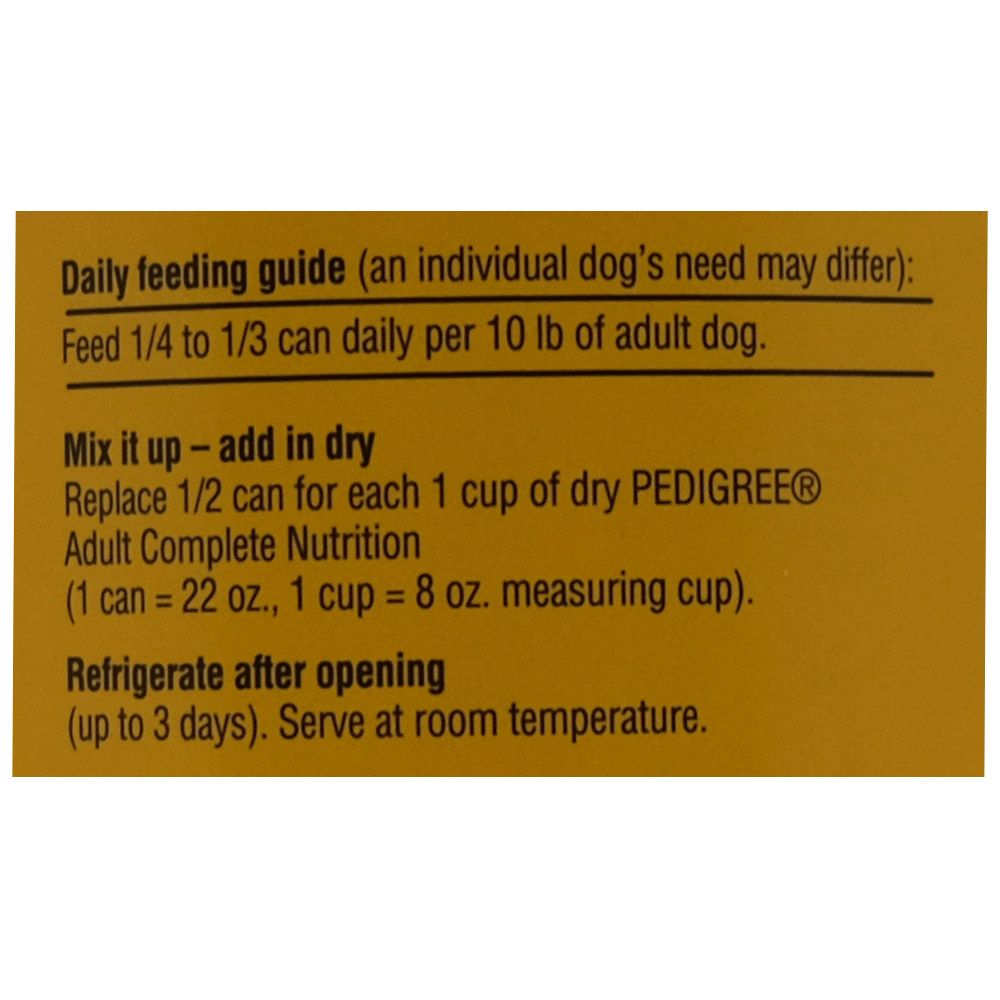 Daily feeding guide (an individual dog's need may differ):
Feed 1/4 to 1/3 can daily per 10 lb of adult dog.
Mix it up – add in dry
Replace 1/2 can for each 1 cup of dry PEDIGREE®
Adult Complete Nutrition
(1 can = 22 oz., 1 cup = 8 oz. measuring cup).
Refrigerate after opening
(up to 3 days). Serve at room temperature.